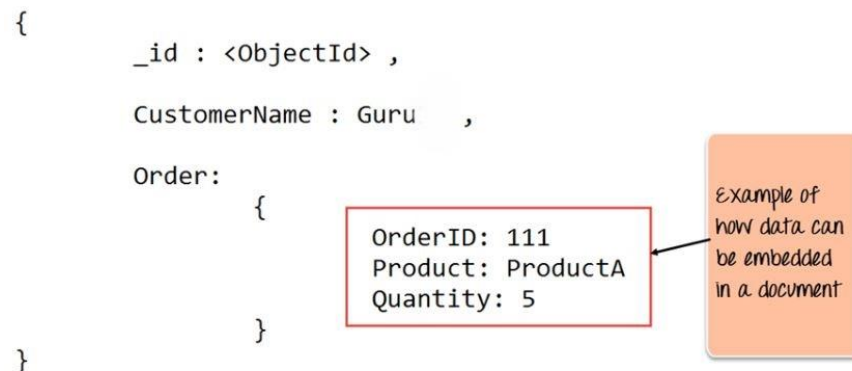 {
_id : <ObjectId> ,
CustomerName : Guru ,
Order:
{
OrderID: 111
Product: ProductA
Quantity: 5
}
}
Example of
how data can
be embedded
in a document